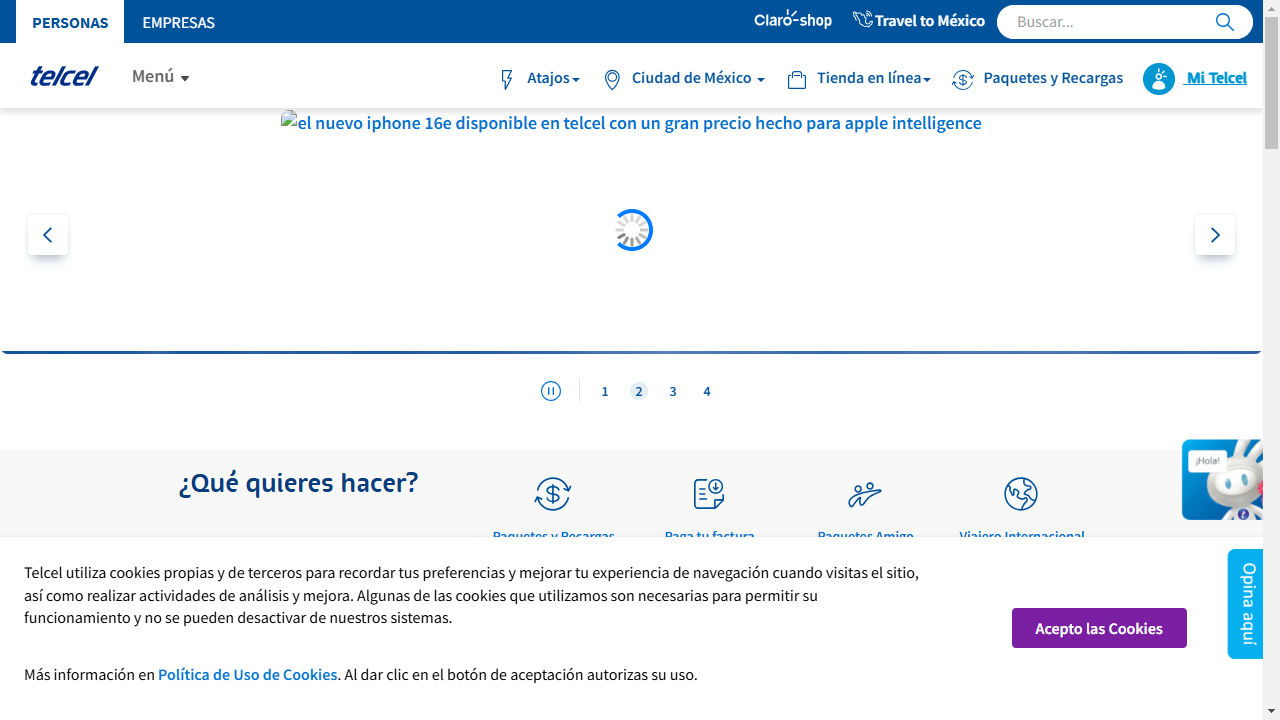 PERSONAS
EMPRESAS
Claro-shop
Travel to México
Buscar...
telcel
Menú
Atajos
Ciudad de México
Tienda en línea
Paquetes y Recargas
Mi Telcel
el nuevo iphone 16e disponible en telcel con un gran precio hecho para apple intelligence
1
2
3
4
¿Qué quieres hacer?
¡Hola!
Paquetes y Recargas
Paga tu factura
Paquetes Amigo
Viajero Internacional
Telcel utiliza cookies propias y de terceros para recordar tus preferencias y mejorar tu experiencia de navegación cuando visitas el sitio,
así como realizar actividades de análisis y mejora. Algunas de las cookies que utilizamos son necesarias para permitir su
funcionamiento y no se pueden desactivar de nuestros sistemas.
Acepto las Cookies
Opina aquí
Más información en Política de Uso de Cookies. Al dar clic en el botón de aceptación autorizas su uso.